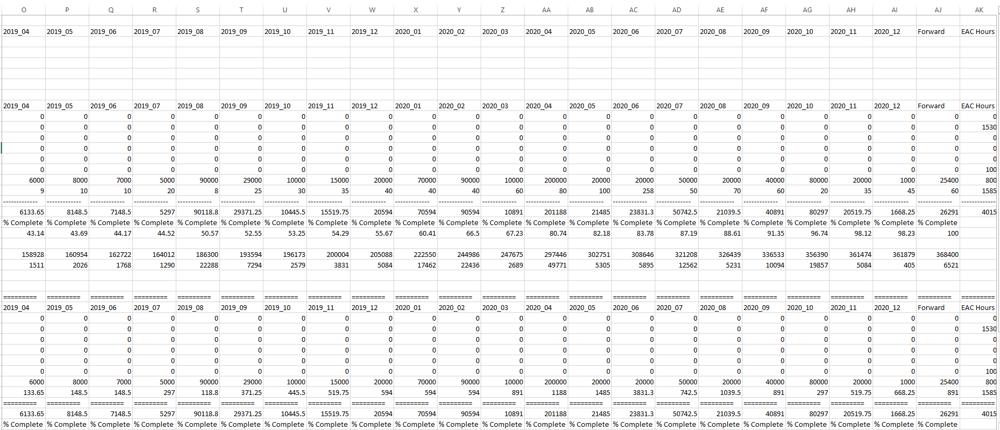 O P Q R S T U V W X Y Z AA AB AC AD AE AF AG AH AI AJ AK
2019_04 2019_05 2019_06 2019_07 2019_08 2019_09 2019_10 2019_11 2019_12 2020_01 2020_02 2020_03 2020_04 2020_05 2020_06 2020_07 2020_08 2020_09 2020_10 2020_11 2020_12 Forward EAC Hours
2019_04 2019_05 2019_06 2019_07 2019_08 2019_09 2019_10 2019_11 2019_12 2020_01 2020_02 2020_03 2020_04 2020_05 2020_06 2020_07 2020_08 2020_09 2020_10 2020_11 2020_12 Forward EAC Hours
0 0 0 0 0 0 0 0 0 0 0 0 0 0 0 0 0 0 0 0 0 0 0
0 0 0 0 0 0 0 0 0 0 0 0 0 0 0 0 0 0 0 0 0 0 1530
0 0 0 0 0 0 0 0 0 0 0 0 0 0 0 0 0 0 0 0 0 0 0
0 0 0 0 0 0 0 0 0 0 0 0 0 0 0 0 0 0 0 0 0 0 0
0 0 0 0 0 0 0 0 0 0 0 0 0 0 0 0 0 0 0 0 0 0 0
0 0 0 0 0 0 0 0 0 0 0 0 0 0 0 0 0 0 0 0 0 0 100
6000 8000 7000 5000 90000 29000 10000 15000 20000 70000 90000 10000 200000 20000 20000 50000 20000 40000 80000 20000 1000 25400 800
9 10 10 20 8 25 30 35 40 40 40 60 80 100 258 50 70 60 20 35 45 60 1585
------------- ------------- ------------- ------------- ------------- ------------- ------------- ------------- ------------- ------------- ------------- ------------- ------------- ------------- ------------- ------------- ------------- ------------- ------------- ------------- ------------- ------------- -------------
6133.65 8148.5 7148.5 5297 90118.8 29371.25 10445.5 15519.75 20594 70594 90594 10891 201188 21485 23831.3 50742.5 21039.5 40891 80297 20519.75 1668.25 26291 4015
% Complete % Complete % Complete % Complete % Complete % Complete % Complete % Complete % Complete % Complete % Complete % Complete % Complete % Complete % Complete % Complete % Complete % Complete % Complete % Complete % Complete % Complete
43.14 43.69 44.17 44.52 50.57 52.55 53.25 54.29 55.67 60.41 66.5 67.23 80.74 82.18 83.78 87.19 88.61 91.35 96.74 98.12 98.23 100
158928 160954 162722 164012 186300 193594 196173 200004 205088 222550 244986 247675 297446 302751 308646 321208 326439 336533 356390 361474 361879 368400
1511 2026 1768 1290 22288 7294 2579 3831 5084 17462 22436 2689 49771 5305 5895 12562 5231 10094 19857 5084 405 6521
========= ========= ========= ========= ========= ========= ========= ========= ========= ========= ========= ========= ========= ========= ========= ========= ========= ========= ========= ========= ========= ========= =========
2019_04 2019_05 2019_06 2019_07 2019_08 2019_09 2019_10 2019_11 2019_12 2020_01 2020_02 2020_03 2020_04 2020_05 2020_06 2020_07 2020_08 2020_09 2020_10 2020_11 2020_12 Forward EAC Hours
0 0 0 0 0 0 0 0 0 0 0 0 0 0 0 0 0 0 0 0 0 0 0
0 0 0 0 0 0 0 0 0 0 0 0 0 0 0 0 0 0 0 0 0 0 1530
0 0 0 0 0 0 0 0 0 0 0 0 0 0 0 0 0 0 0 0 0 0 0
0 0 0 0 0 0 0 0 0 0 0 0 0 0 0 0 0 0 0 0 0 0 0
0 0 0 0 0 0 0 0 0 0 0 0 0 0 0 0 0 0 0 0 0 0 0
0 0 0 0 0 0 0 0 0 0 0 0 0 0 0 0 0 0 0 0 0 0 100
6000 8000 7000 5000 90000 29000 10000 15000 20000 70000 90000 10000 200000 20000 20000 50000 20000 40000 80000 20000 1000 25400 800
133.65 148.5 148.5 297 118.8 371.25 445.5 519.75 594 594 594 891 1188 1485 3831.3 742.5 1039.5 891 297 519.75 668.25 891 1585
========= ========= ========= ========= ========= ========= ========= ========= ========= ========= ========= ========= ========= ========= ========= ========= ========= ========= ========= ========= ========= ========= =========
6133.65 8148.5 7148.5 5297 90118.8 29371.25 10445.5 15519.75 20594 70594 90594 10891 201188 21485 23831.3 50742.5 21039.5 40891 80297 20519.75 1668.25 26291 4015
% Complete % Complete % Complete % Complete % Complete % Complete % Complete % Complete % Complete % Complete % Complete % Complete % Complete % Complete % Complete % Complete % Complete % Complete % Complete % Complete % Complete % Complete